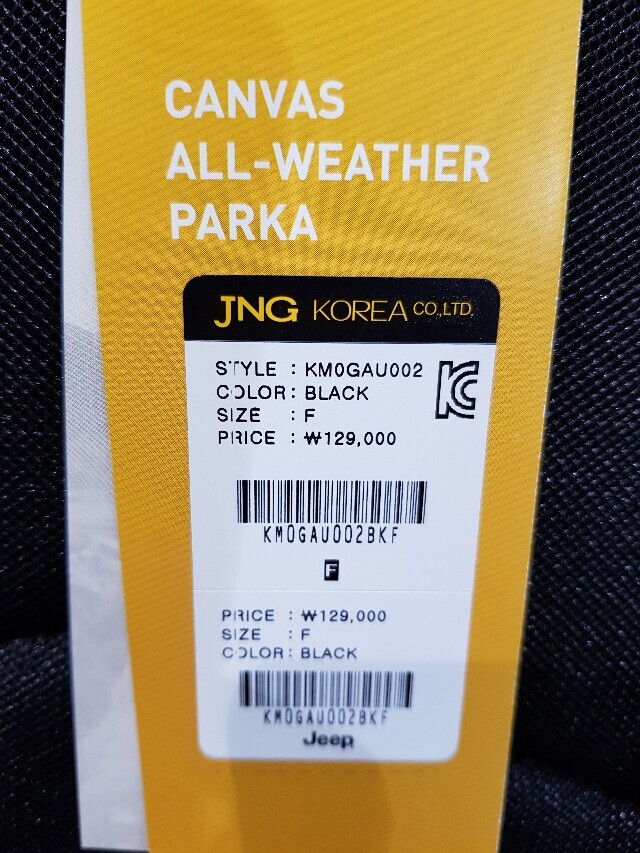 CANVAS
ALL-WEATHER
PARKA
JNG KOREA CO.,LTD.
STYLE : KM0GAU002
COLOR : BLACK
SIZE : F
PRICE : ₩129,000
KC
KM0GAU002BKF
F
PRICE : ₩129,000
SIZE : F
COLOR : BLACK
KM0GAU002BKF
Jeep